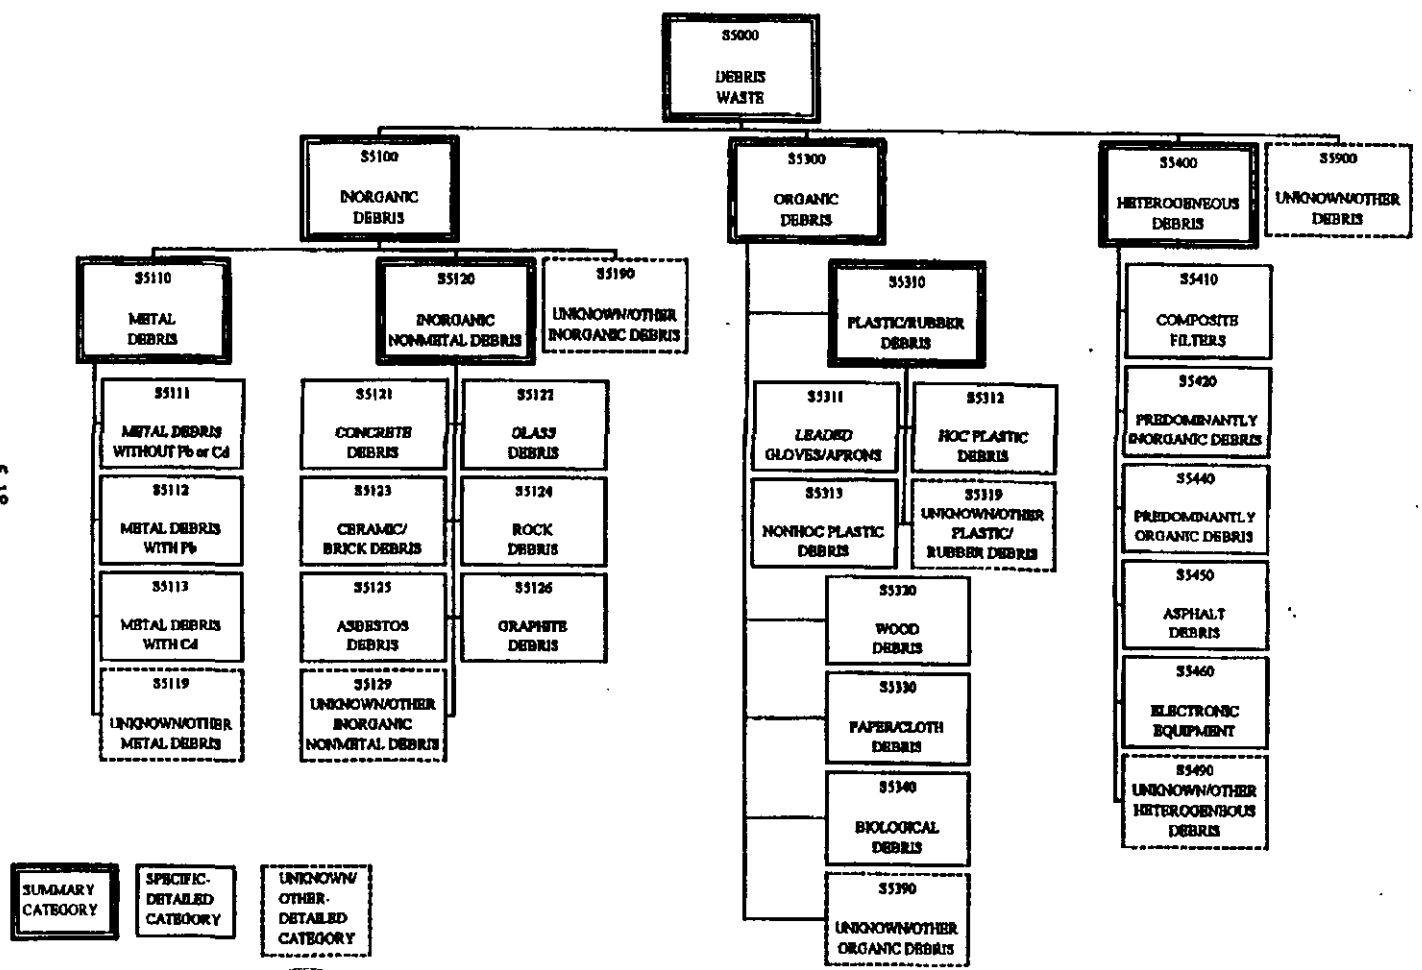 S5000
DEBRIS
WASTE
S5100
INORGANIC
DEBRIS
S5300
ORGANIC
DEBRIS
S5400
HETEROGENEOUS
DEBRIS
S5900
UNKNOWN/OTHER
DEBRIS
S5110
METAL
DEBRIS
S5120
INORGANIC
NONMETAL DEBRIS
S5190
UNKNOWN/OTHER
INORGANIC DEBRIS
S5111
METAL DEBRIS
WITHOUT Pb or Cd
S5112
METAL DEBRIS
WITH Pb
S5113
METAL DEBRIS
WITH Cd
S5119
UNKNOWN/OTHER
METAL DEBRIS
S5121
CONCRETE
DEBRIS
S5122
GLASS
DEBRIS
S5123
CERAMIC/
BRICK DEBRIS
S5124
ROCK
DEBRIS
S5125
ASBESTOS
DEBRIS
S5126
GRAPHITE
DEBRIS
S5129
UNKNOWN/OTHER
INORGANIC
NONMETAL DEBRIS
S5310
PLASTIC/RUBBER
DEBRIS
S5311
LEADED
GLOVES/APRONS
S5312
HOC PLASTIC
DEBRIS
S5313
NONHOC PLASTIC
DEBRIS
S5319
UNKNOWN/OTHER
PLASTIC/
RUBBER DEBRIS
S5320
WOOD
DEBRIS
S5330
PAPER/CLOTH
DEBRIS
S5340
BIOLOGICAL
DEBRIS
S5390
UNKNOWN/OTHER
ORGANIC DEBRIS
S5410
COMPOSITE
FILTERS
S5420
PREDOMINANTLY
INORGANIC DEBRIS
S5440
PREDOMINANTLY
ORGANIC DEBRIS
S5450
ASPHALT
DEBRIS
S5460
ELECTRONIC
EQUIPMENT
S5490
UNKNOWN/OTHER
HETEROGENEOUS
DEBRIS
SUMMARY
CATEGORY
SPECIFIC-
DETAILED
CATEGORY
UNKNOWN/
OTHER-
DETAILED
CATEGORY